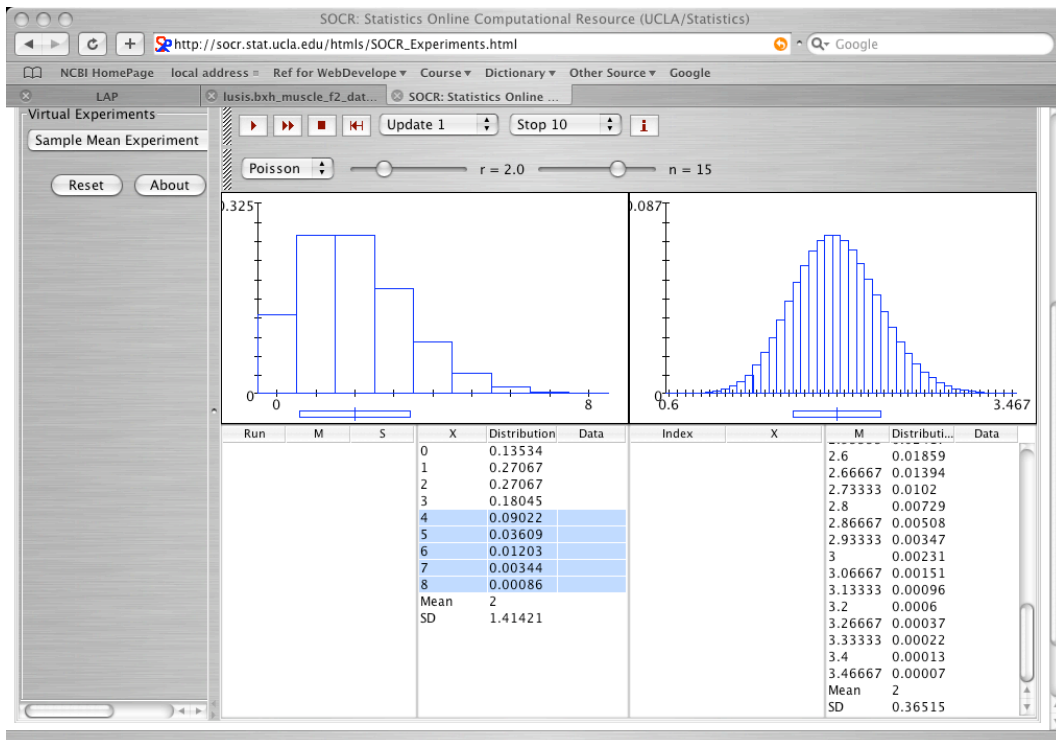 SOCR: Statistics Online Computational Resource (UCLA/Statistics)
http://socr.stat.ucla.edu/htmls/SOCR_Experiments.html
Google
NCBI HomePage local address Ref for WebDevelope Course Dictionary Other Source Google
LAP lusis.bxh_muscle_f2_dat... SOCR: Statistics Online ...
Virtual Experiments
Sample Mean Experiment
Reset About
Update 1 Stop 10 i
Poisson r = 2.0 n = 15
0.325 0.087
0 0
0 8 0.6 3.467
Run M S X Distribution Data Index X M Distributi... Data
0 0.13534
1 0.27067
2 0.27067
3 0.18045
4 0.09022
5 0.03609
6 0.01203
7 0.00344
8 0.00086
Mean 2
SD 1.41421
2.6 0.01859
2.66667 0.01394
2.73333 0.0102
2.8 0.00729
2.86667 0.00508
2.93333 0.00347
3 0.00231
3.06667 0.00151
3.13333 0.00096
3.2 0.0006
3.26667 0.00037
3.33333 0.00022
3.4 0.00013
3.46667 0.00007
Mean 2
SD 0.36515